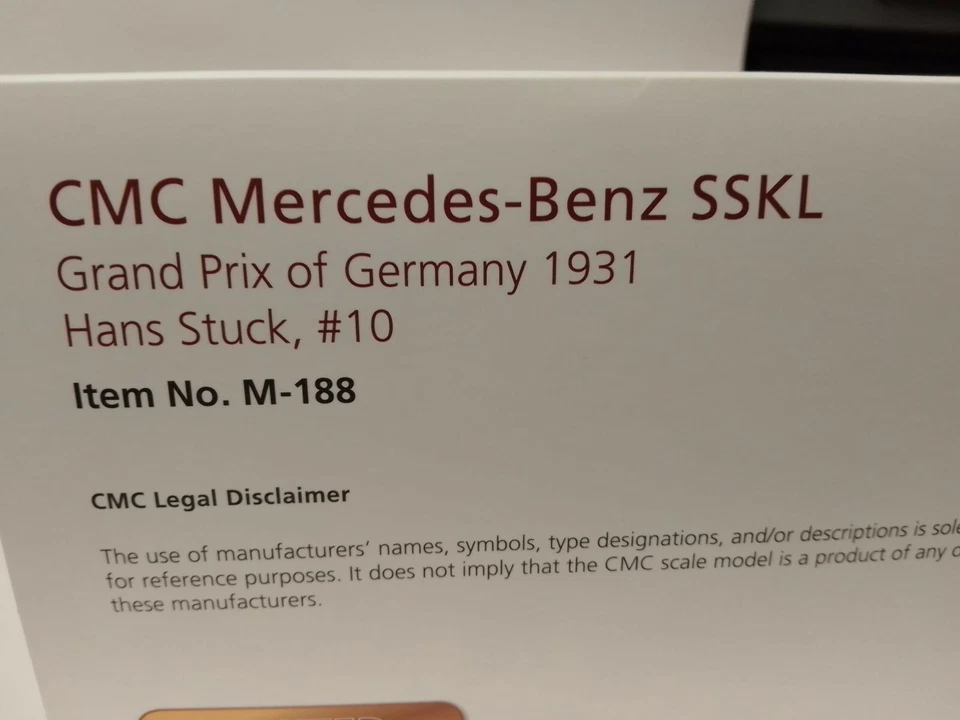 CMC Mercedes-Benz SSKL
Grand Prix of Germany 1931
Hans Stuck, #10
Item No. M-188
CMC Legal Disclaimer
The use of manufacturers' names, symbols, type designations, and/or descriptions is
for reference purposes. It does not imply that the CMC scale model is a product of any
these manufacturers.